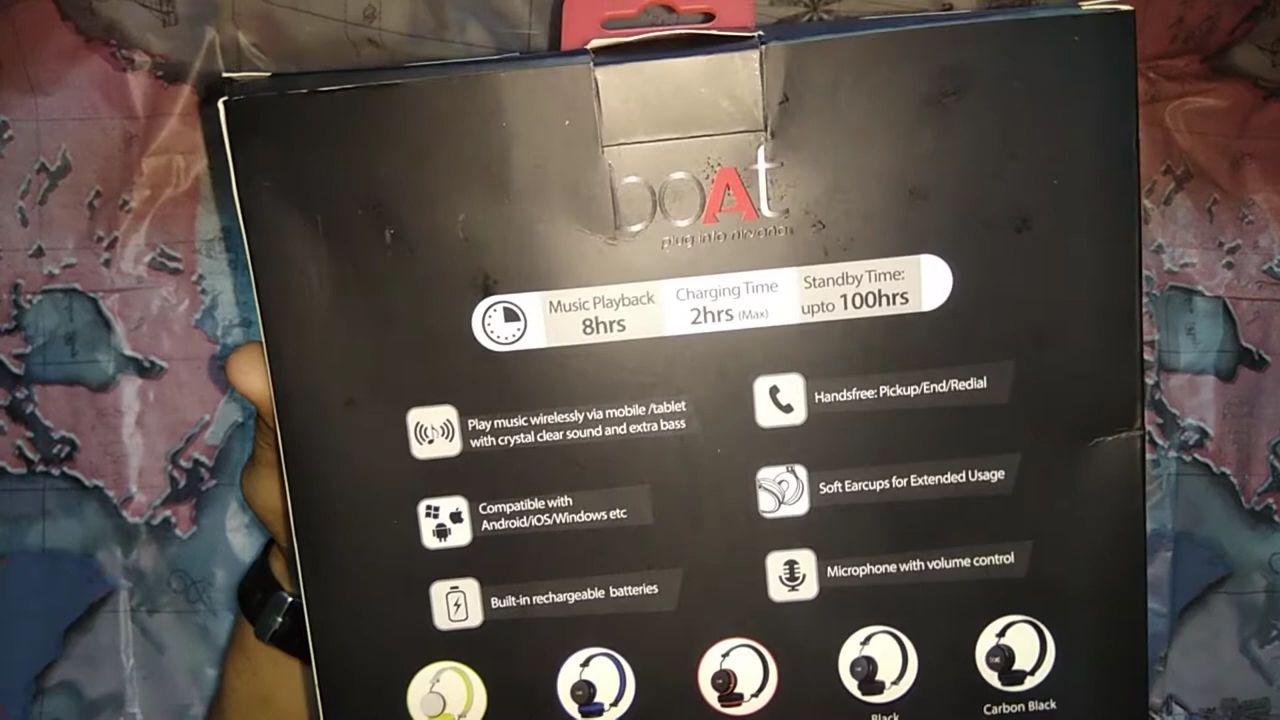 boAt
plug into nirvana
Music Playback
8hrs
Charging Time
2hrs (Max)
Standby Time:
upto 100hrs
Play music wirelessly via mobile /tablet
with crystal clear sound and extra bass
Handsfree: Pickup/End/Redial
Compatible with
Android/iOS/Windows etc
Soft Earcups for Extended Usage
Built-in rechargeable batteries
Microphone with volume control
Black
Carbon Black